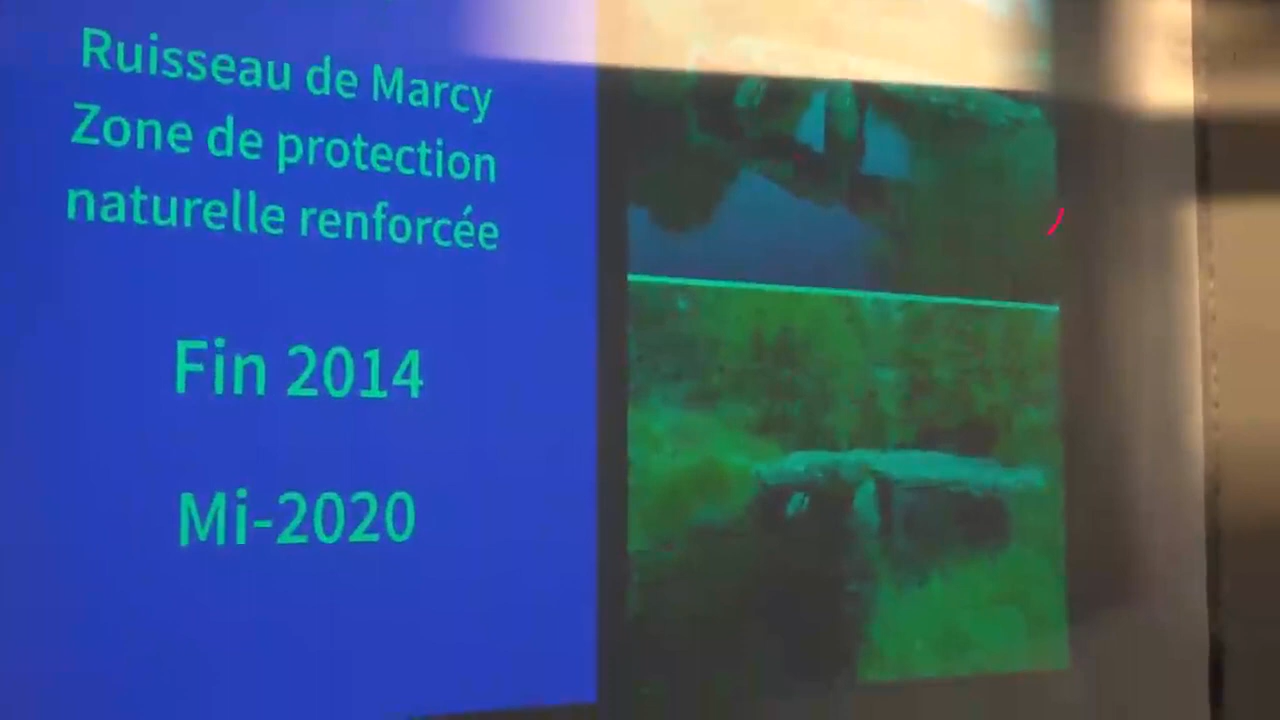 Ruisseau de Marcy
Zone de protection
naturelle renforcée
Fin 2014
Mi-2020